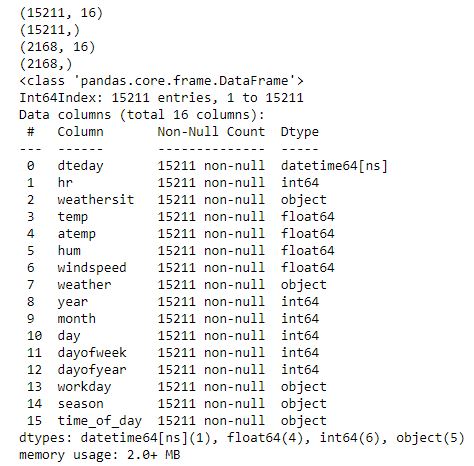 (15211, 16)
(15211,)
(2168, 16)
(2168,)
<class 'pandas.core.frame.DataFrame'>
Int64Index: 15211 entries, 1 to 15211
Data columns (total 16 columns):
 #   Column       Non-Null Count  Dtype
---  ------       --------------  -----
 0   dteday       15211 non-null  datetime64[ns]
 1   hr           15211 non-null  int64
 2   weathersit   15211 non-null  object
 3   temp         15211 non-null  float64
 4   atemp        15211 non-null  float64
 5   hum          15211 non-null  float64
 6   windspeed    15211 non-null  float64
 7   weather      15211 non-null  object
 8   year         15211 non-null  int64
 9   month        15211 non-null  int64
 10  day          15211 non-null  int64
 11  dayofweek    15211 non-null  int64
 12  dayofyear    15211 non-null  int64
 13  workday      15211 non-null  object
 14  season       15211 non-null  object
 15  time_of_day  15211 non-null  object
dtypes: datetime64[ns](1), float64(4), int64(6), object(5)
memory usage: 2.0+ MB